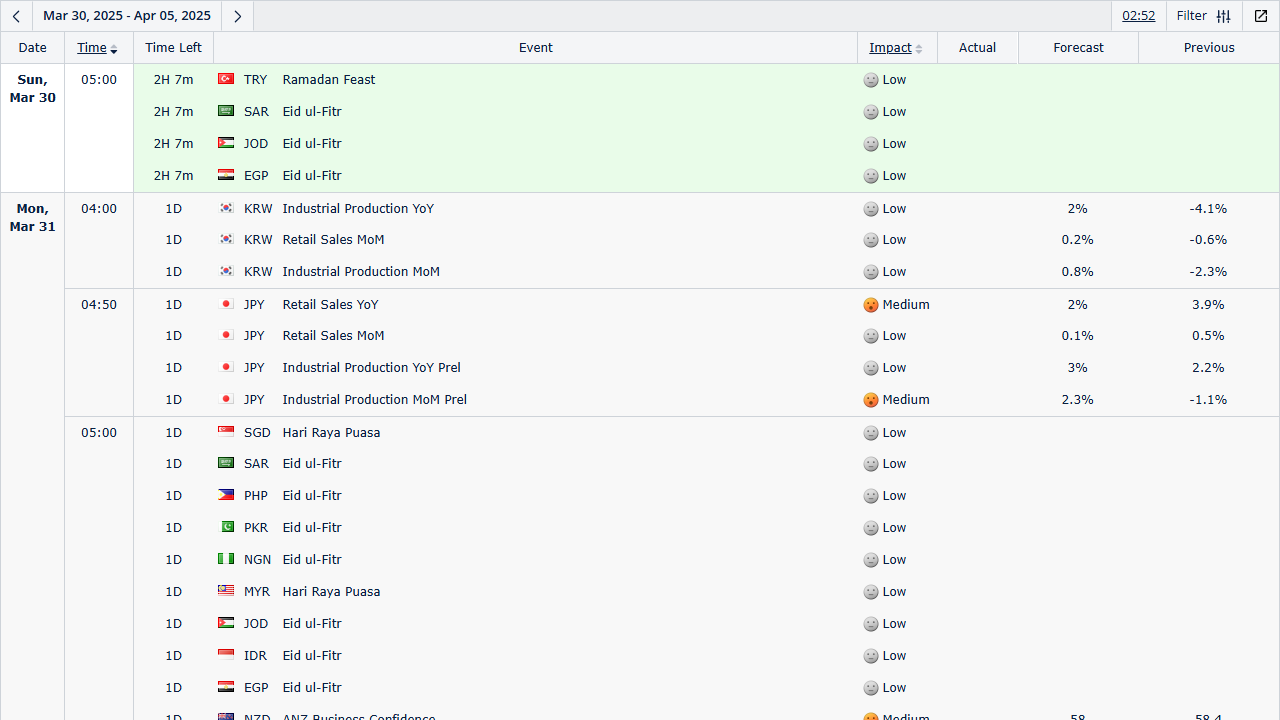 Mar 30, 2025 - Apr 05, 2025 02:52 Filter
Date Time Time Left Event Impact Actual Forecast Previous
Sun, Mar 30 05:00 2H 7m TRY Ramadan Feast Low
2H 7m SAR Eid ul-Fitr Low
2H 7m JOD Eid ul-Fitr Low
2H 7m EGP Eid ul-Fitr Low
Mon, Mar 31 04:00 1D KRW Industrial Production YoY Low 2% -4.1%
1D KRW Retail Sales MoM Low 0.2% -0.6%
1D KRW Industrial Production MoM Low 0.8% -2.3%
04:50 1D JPY Retail Sales YoY Medium 2% 3.9%
1D JPY Retail Sales MoM Low 0.1% 0.5%
1D JPY Industrial Production YoY Prel Low 3% 2.2%
1D JPY Industrial Production MoM Prel Medium 2.3% -1.1%
05:00 1D SGD Hari Raya Puasa Low
1D SAR Eid ul-Fitr Low
1D PHP Eid ul-Fitr Low
1D PKR Eid ul-Fitr Low
1D NGN Eid ul-Fitr Low
1D MYR Hari Raya Puasa Low
1D JOD Eid ul-Fitr Low
1D IDR Eid ul-Fitr Low
1D EGP Eid ul-Fitr Low
1D NZD ANZ Business Confidence Medium 58 58.4